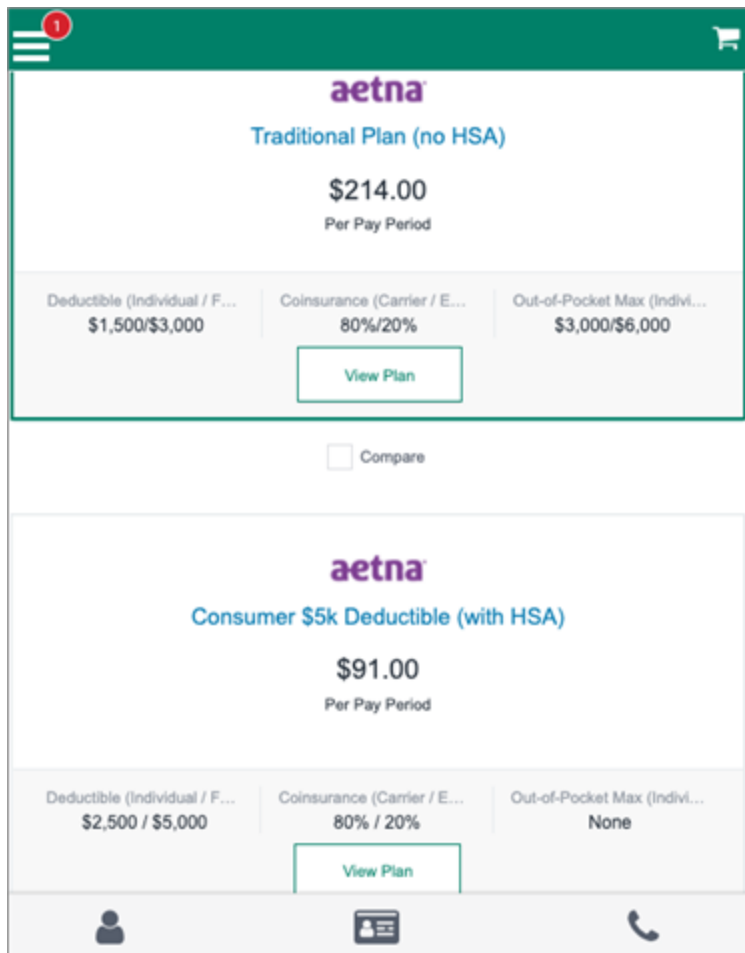 1
aetna
Traditional Plan (no HSA)
$214.00
Per Pay Period
Deductible (Individual / F... Coinsurance (Carrier / E... Out-of-Pocket Max (Indivi...
$1,500/$3,000 80%/20% $3,000/$6,000
View Plan
Compare
aetna
Consumer $5k Deductible (with HSA)
$91.00
Per Pay Period
Deductible (Individual / F... Coinsurance (Carrier / E... Out-of-Pocket Max (Indivi...
$2,500 / $5,000 80% / 20% None
View Plan